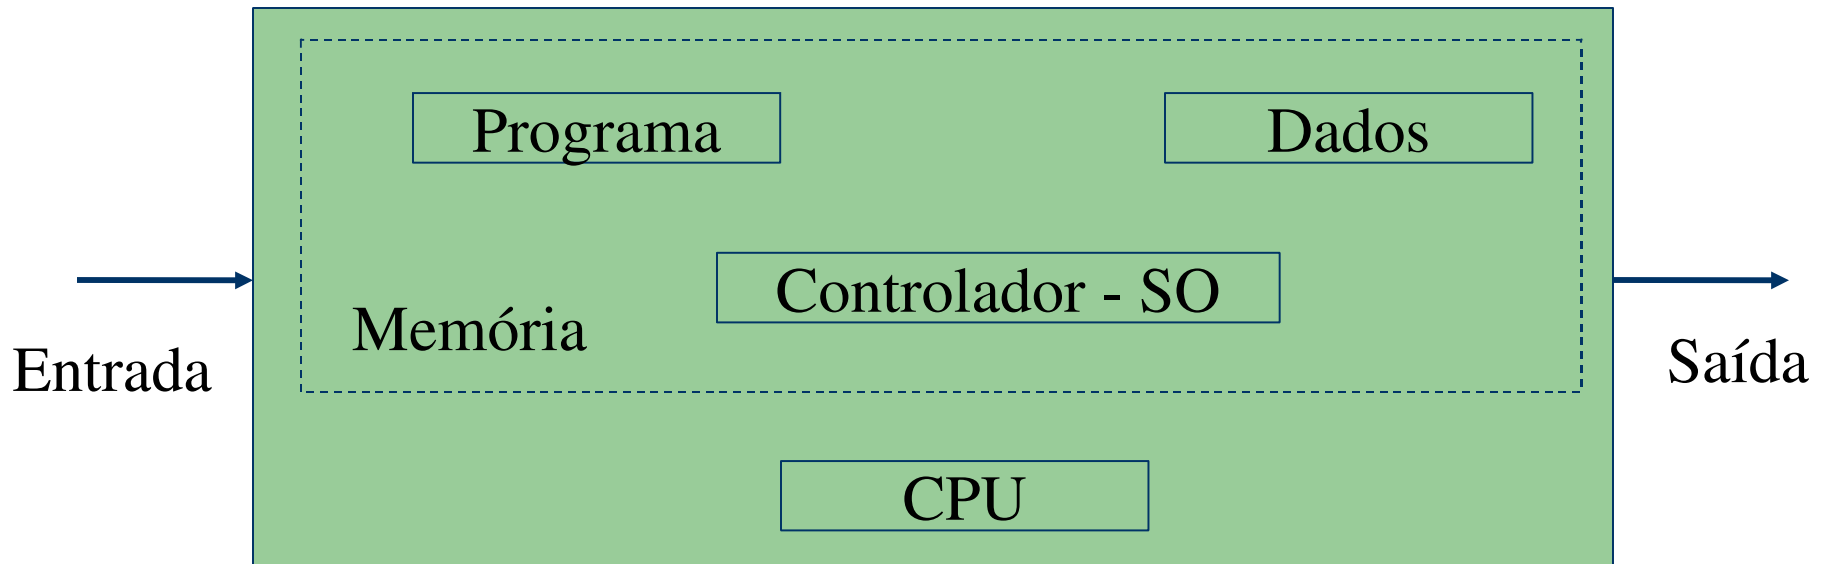 Programa
Dados
Controlador - SO
Memória
Entrada
Saída
CPU